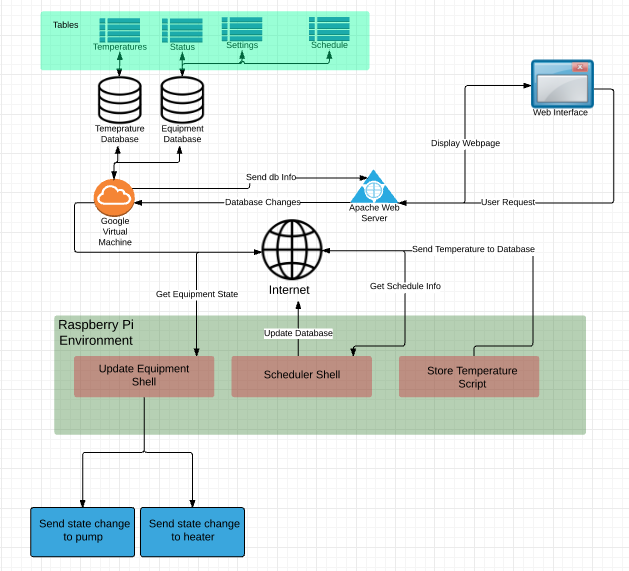 Tables
Temperatures
Status
Settings
Schedule
Temeprature
Database
Equipment
Database
Web Interface
Display Webpage
Send db Info
Database Changes
User Request
Google
Virtual
Machine
Apache Web
Server
Internet
Send Temperature to Database
Get Equipment State
Get Schedule Info
Raspberry Pi
Environment
Update Database
Update Equipment
Shell
Scheduler Shell
Store Temperature
Script
Send state change
to pump
Send state change
to heater